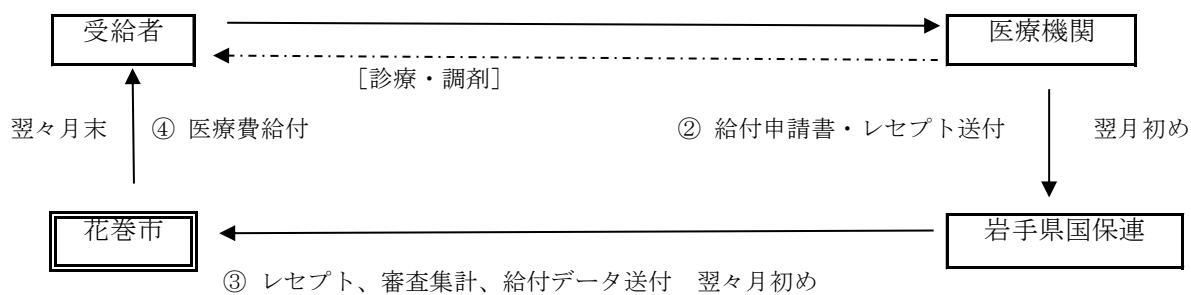 受給者
医療機関
［診療・調剤］
翌々月末 ④ 医療費給付
② 給付申請書・レセプト送付 翌月初め
花巻市
岩手県国保連
③ レセプト、審査集計、給付データ送付 翌々月初め